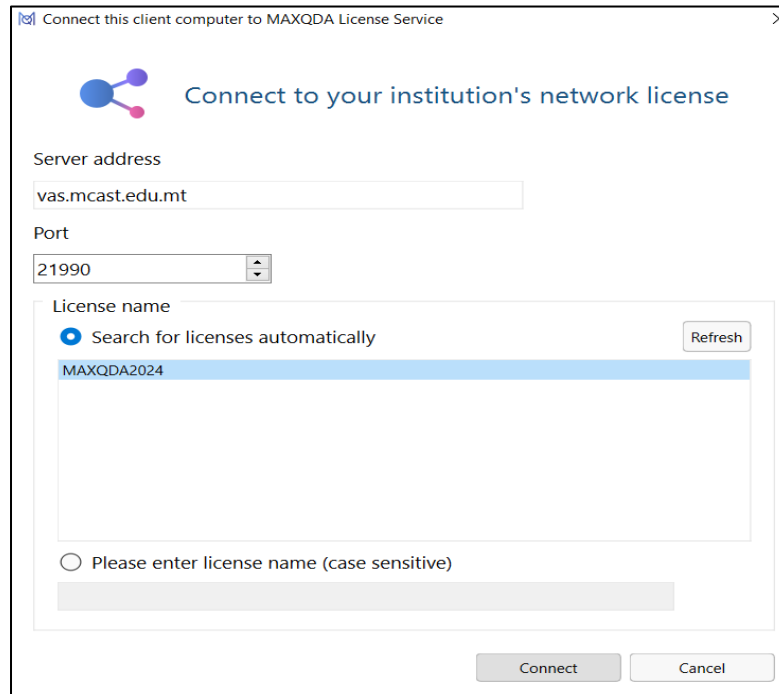 Connect this client computer to MAXQDA License Service
Connect to your institution's network license
Server address
vas.mcast.edu.mt
Port
21990
License name
Search for licenses automatically
Refresh
MAXQDA2024
Please enter license name (case sensitive)
Connect
Cancel